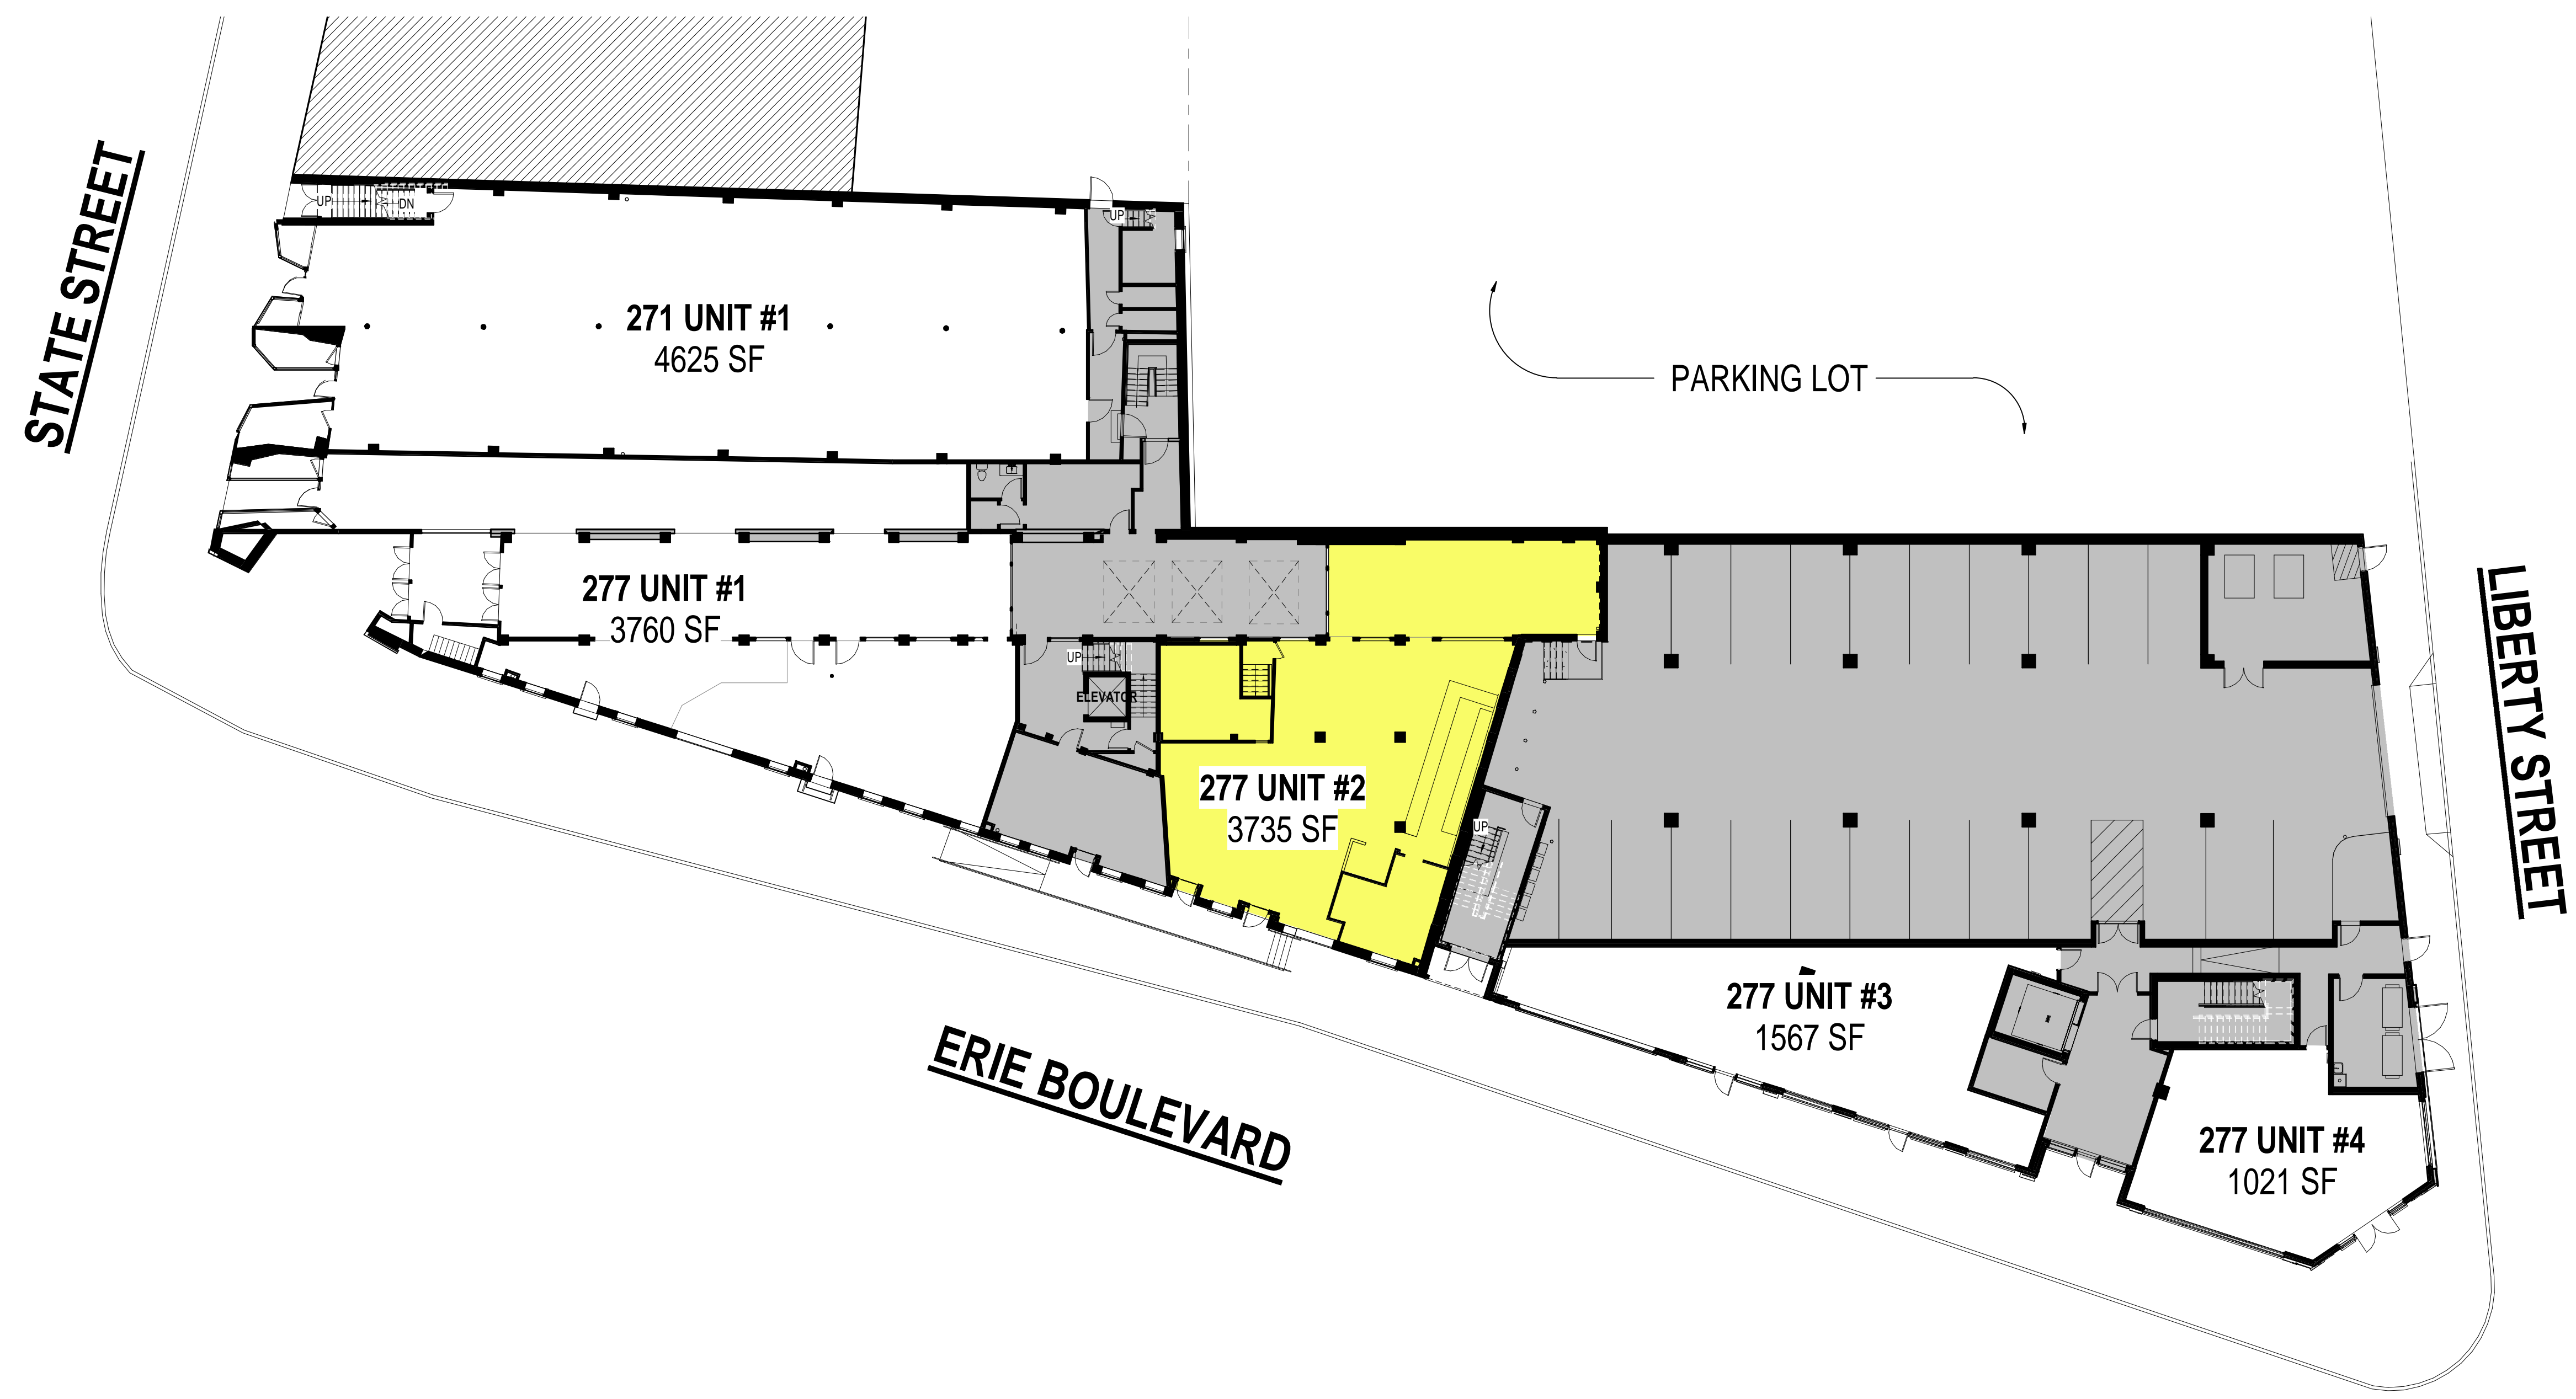 STATE STREET
UP
DN
UP
271 UNIT #1
4625 SF
PARKING LOT
277 UNIT #1
3760 SF
UP
ELEVATOR
277 UNIT #2
3735 SF
UP
LIBERTY STREET
277 UNIT #3
1567 SF
ERIE BOULEVARD
277 UNIT #4
1021 SF